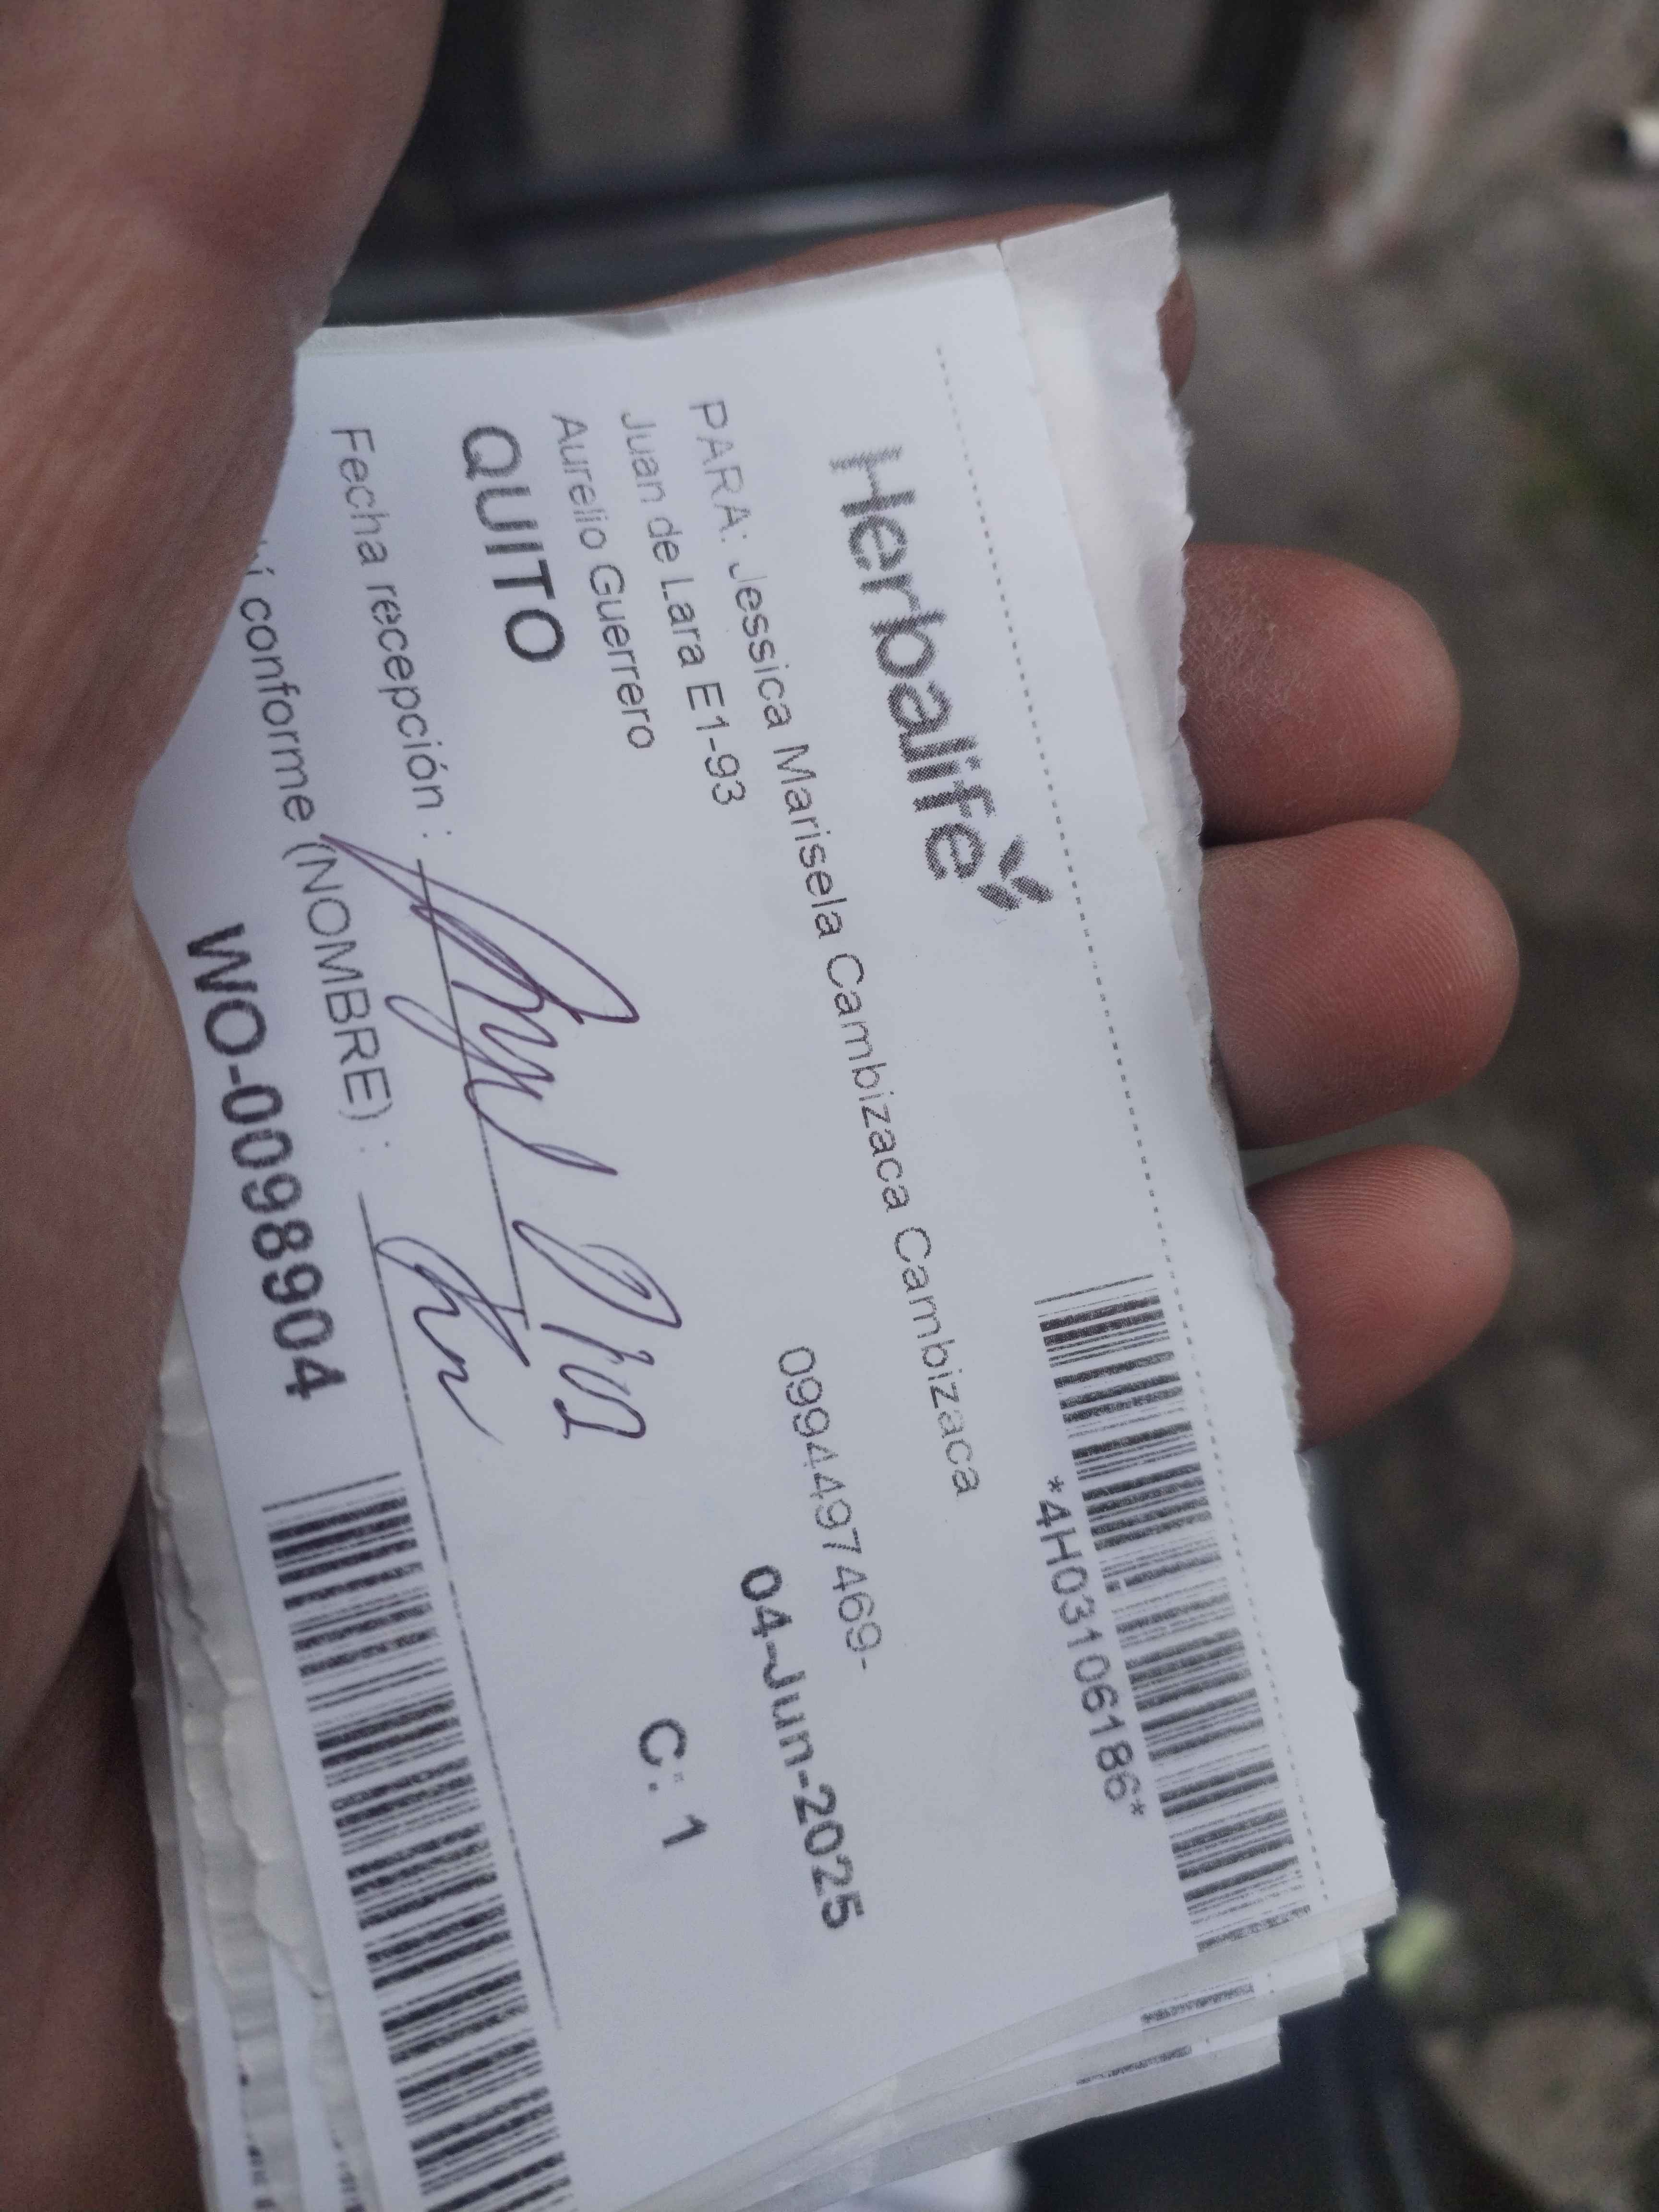 Herbalife
*4H03106186*
PARA: Jessica Marisela Cambizaca Cambizaca
Juan de Lara E1-93
0994497469-
Aurelio Guerrero
04-Jun-2025
QUITO
C: 1
Fecha recepción :
conforme (NOMBRE) :
WO-0098904